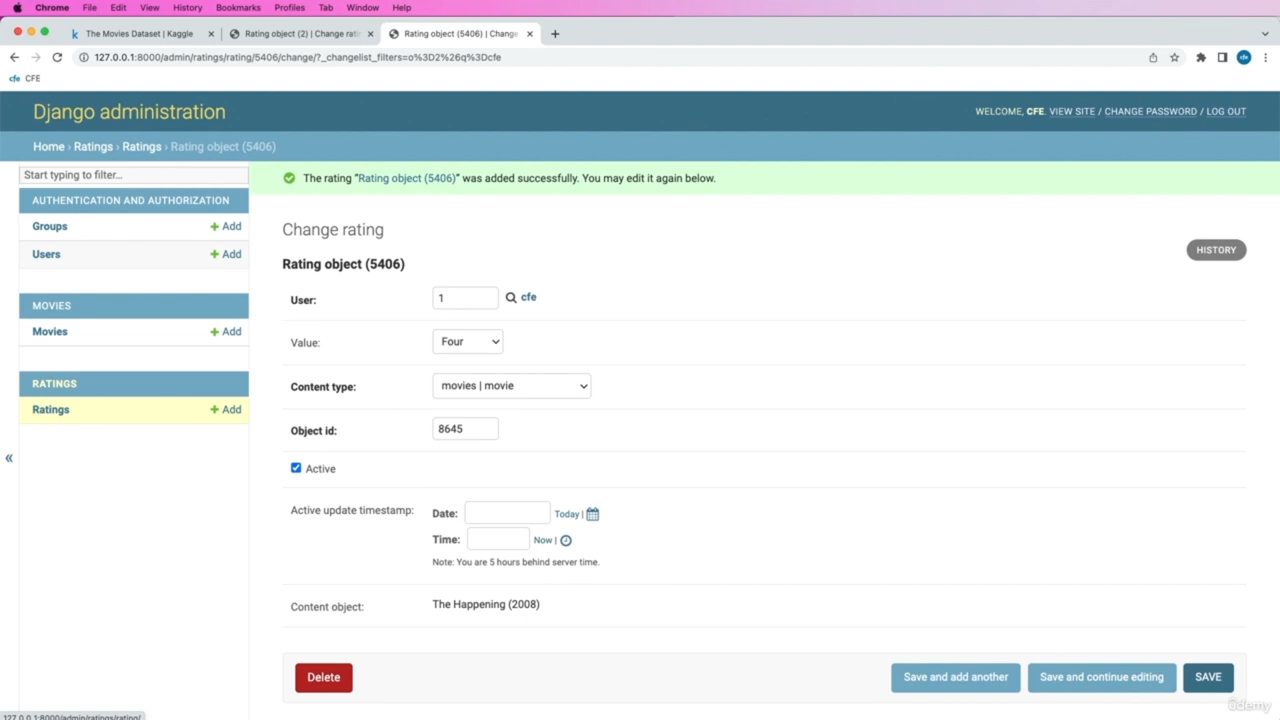 Chrome File Edit View History Bookmarks Profiles Tab Window Help
The Movies Dataset | Kaggle
Rating object (2) | Change rati
Rating object (5406) | Change
127.0.0.1:8000/admin/ratings/rating/5406/change/?_changelist_filters=o%3D2%26q%3Dcfe
cfe
cfe CFE
Django administration
WELCOME, CFE. VIEW SITE / CHANGE PASSWORD / LOG OUT
Home › Ratings › Ratings › Rating object (5406)
Start typing to filter...
The rating "Rating object (5406)" was added successfully. You may edit it again below.
AUTHENTICATION AND AUTHORIZATION
Groups + Add
Users + Add
MOVIES
Movies + Add
RATINGS
Ratings + Add
«
Change rating
HISTORY
Rating object (5406)
User: 1 cfe
Value: Four
Content type: movies | movie
Object id: 8645
Active
Active update timestamp: Date: Today |
Time: Now |
Note: You are 5 hours behind server time.
Content object: The Happening (2008)
Delete Save and add another Save and continue editing SAVE
127.0.0.1:8000/admin/ratings/rating/
ûdemy